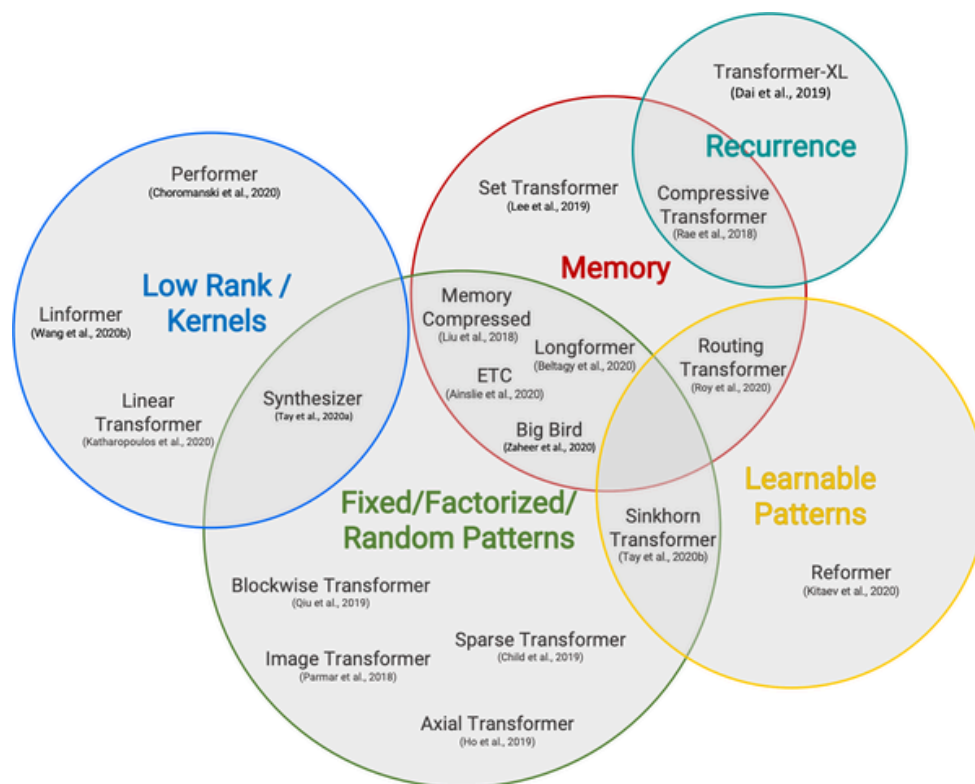 Transformer-XL
(Dai et al., 2019)
Recurrence
Performer
(Choromanski et al., 2020)
Set Transformer
(Lee et al., 2019)
Compressive
Transformer
(Rae et al., 2018)
Memory
Low Rank /
Kernels
Memory
Compressed
(Liu et al., 2018)
Linformer
(Wang et al., 2020b)
Longformer
(Beltagy et al., 2020)
Routing
Transformer
(Roy et al., 2020)
ETC
(Ainslie et al., 2020)
Synthesizer
(Tay et al., 2020a)
Linear
Transformer
(Katharopoulos et al., 2020)
Big Bird
(Zaheer et al., 2020)
Learnable
Patterns
Fixed/Factorized/
Random Patterns
Sinkhorn
Transformer
(Tay et al., 2020b)
Reformer
(Kitaev et al., 2020)
Blockwise Transformer
(Qiu et al., 2019)
Sparse Transformer
(Child et al., 2019)
Image Transformer
(Parmar et al., 2018)
Axial Transformer
(Ho et al., 2019)